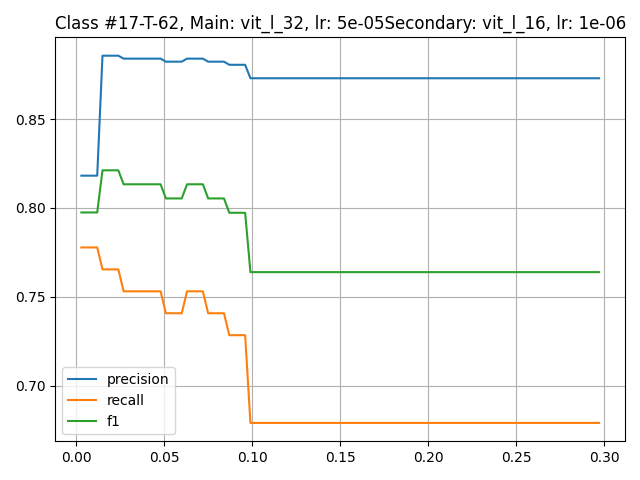 Class #17-T-62, Main: vit_l_32, lr: 5e-05Secondary: vit_l_16, lr: 1e-06
0.85
0.80
0.75
0.70
precision
recall
f1
0.00 0.05 0.10 0.15 0.20 0.25 0.30